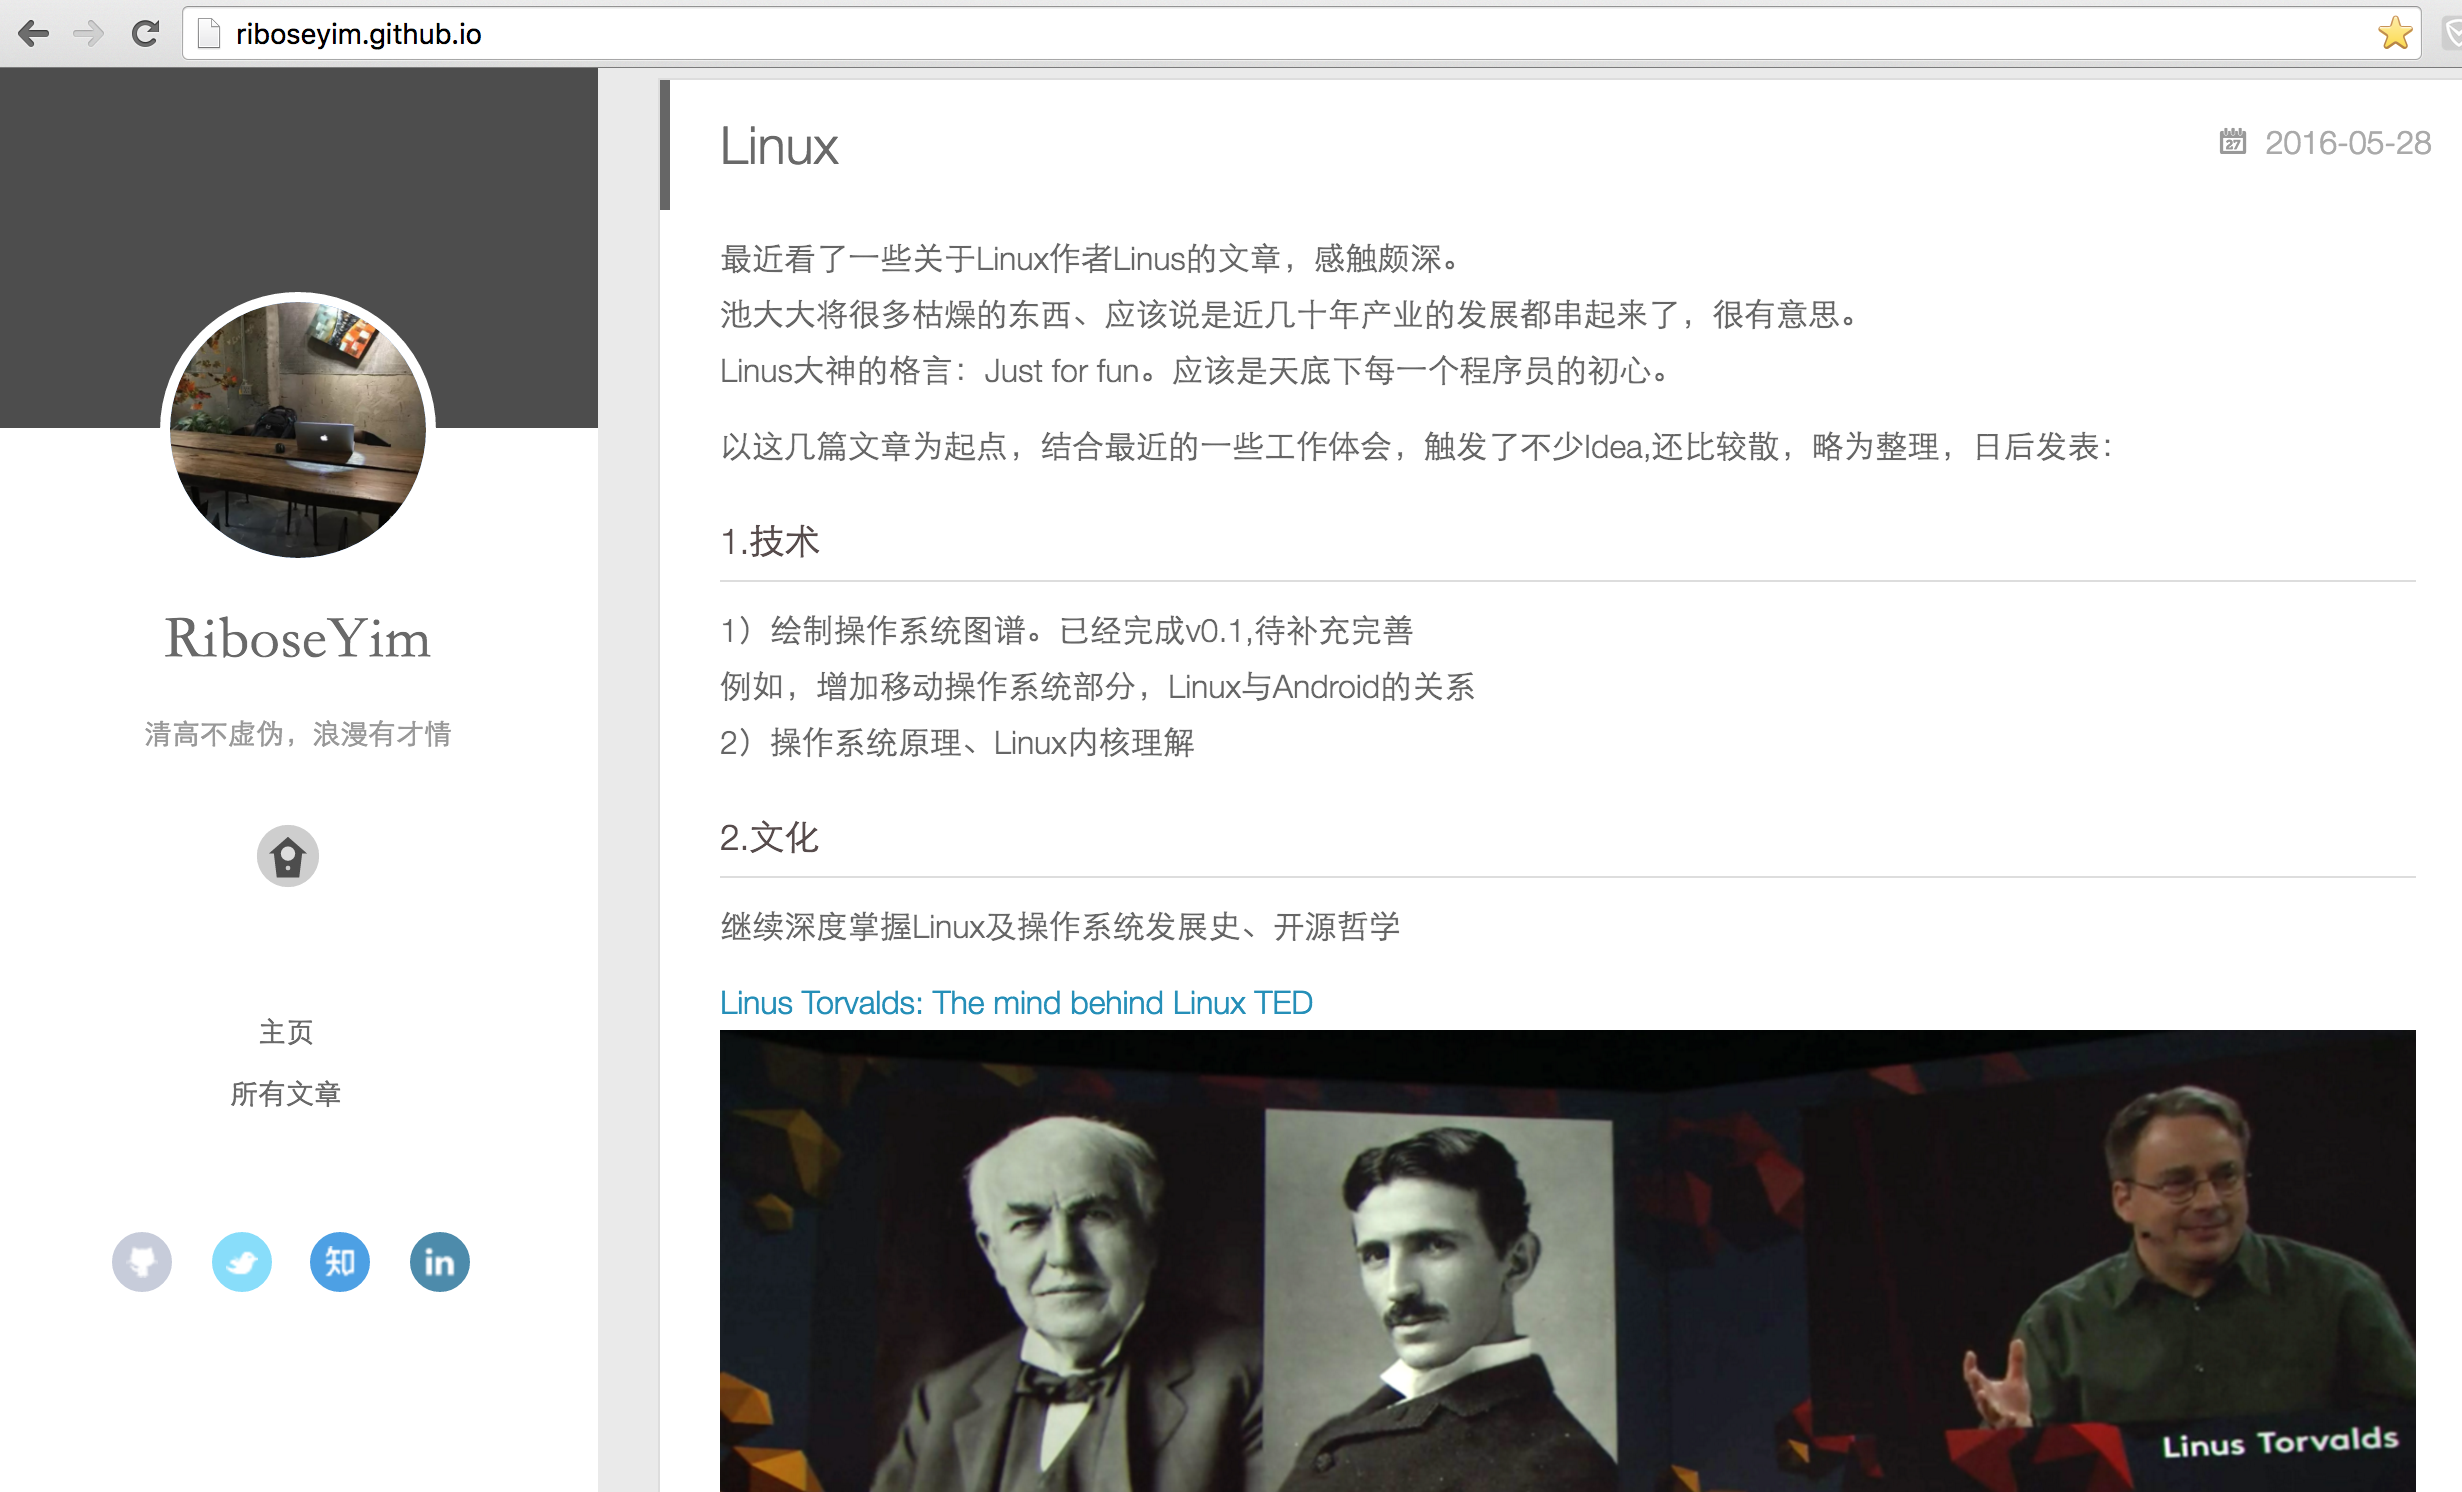 riboseyim.github.io
RiboseYim
清高不虚伪，浪漫有才情
主页
所有文章
知
in
Linux
27
2016-05-28
最近看了一些关于Linux作者Linus的文章，感触颇深。
池大大将很多枯燥的东西、应该说是近几十年产业的发展都串起来了，很有意思。
Linus大神的格言：Just for fun。应该是天底下每一个程序员的初心。
以这几篇文章为起点，结合最近的一些工作体会，触发了不少Idea,还比较散，略为整理，日后发表：
1.技术
1）绘制操作系统图谱。已经完成v0.1,待补充完善
例如，增加移动操作系统部分，Linux与Android的关系
2）操作系统原理、Linux内核理解
2.文化
继续深度掌握Linux及操作系统发展史、开源哲学
Linus Torvalds: The mind behind Linux TED
Linus Torvalds